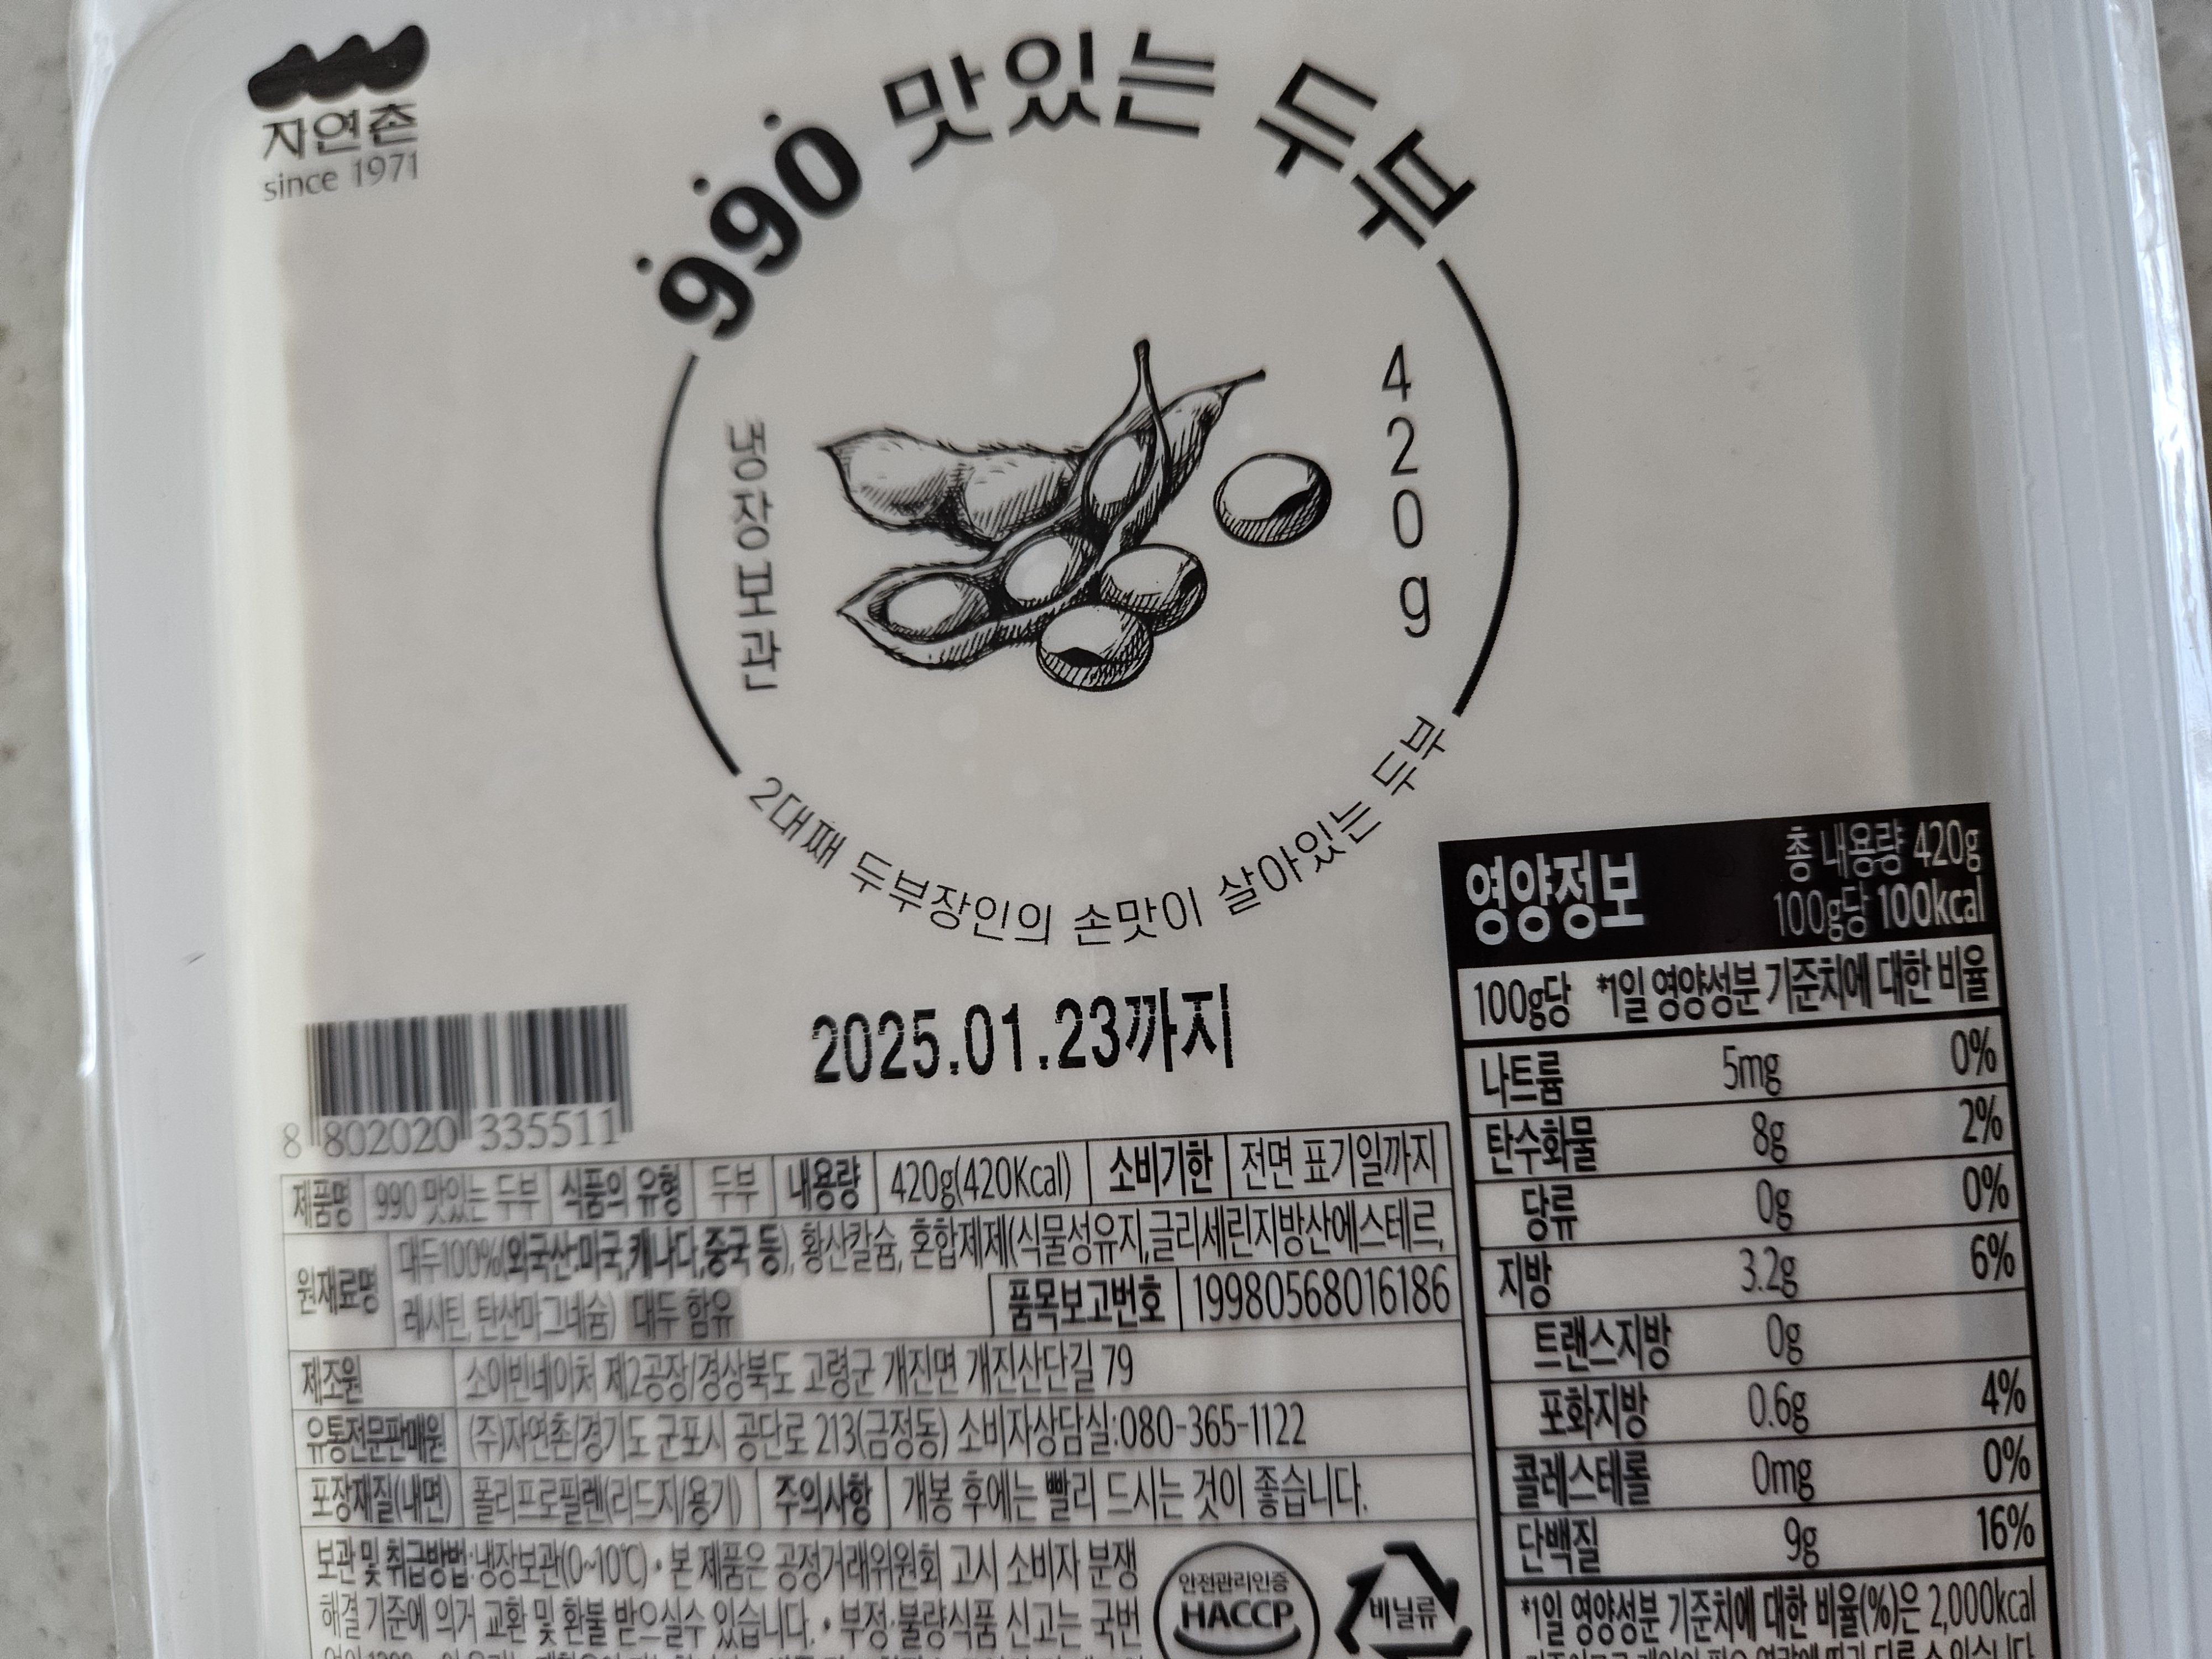 자연촌
since 1971
990 맛있는 두부
냉장보관
420g
2대째 두부장인의 손맛이 살아있는 두부
2025.01.23까지
8 802020 335511
제품명 990 맛있는 두부 식품의 유형 두부 내용량 420g(420Kcal) 소비기한 전면 표기일까지
원재료명 대두100%(외국산:미국,캐나다,중국 등), 황산칼슘, 혼합제제(식물성유지,글리세린지방산에스테르,
레시틴, 탄산마그네슘) 대두 함유
품목보고번호 19980568016186
제조원 소이빈네이처 제2공장/경상북도 고령군 개진면 개진산단길 79
유통전문판매원 (주)자연촌/경기도 군포시 공단로 213(금정동) 소비자상담실:080-365-1122
포장재질(내면) 폴리프로필렌(리드지/용기) 주의사항 개봉 후에는 빨리 드시는 것이 좋습니다.
보관 및 취급방법:냉장보관(0~10℃) • 본 제품은 공정거래위원회 고시 소비자 분쟁
해결 기준에 의거 교환 및 환불 받으실수 있습니다. • 부정·불량식품 신고는 국번
안전관리인증
HACCP
비닐류
영양정보
총 내용량 420g
100g당 100kcal
100g당 *1일 영양성분 기준치에 대한 비율
나트륨 5mg 0%
탄수화물 8g 2%
당류 0g 0%
지방 3.2g 6%
트랜스지방 0g
포화지방 0.6g 4%
콜레스테롤 0mg 0%
단백질 9g 16%
*1일 영양성분 기준치에 대한 비율(%)은 2,000kcal